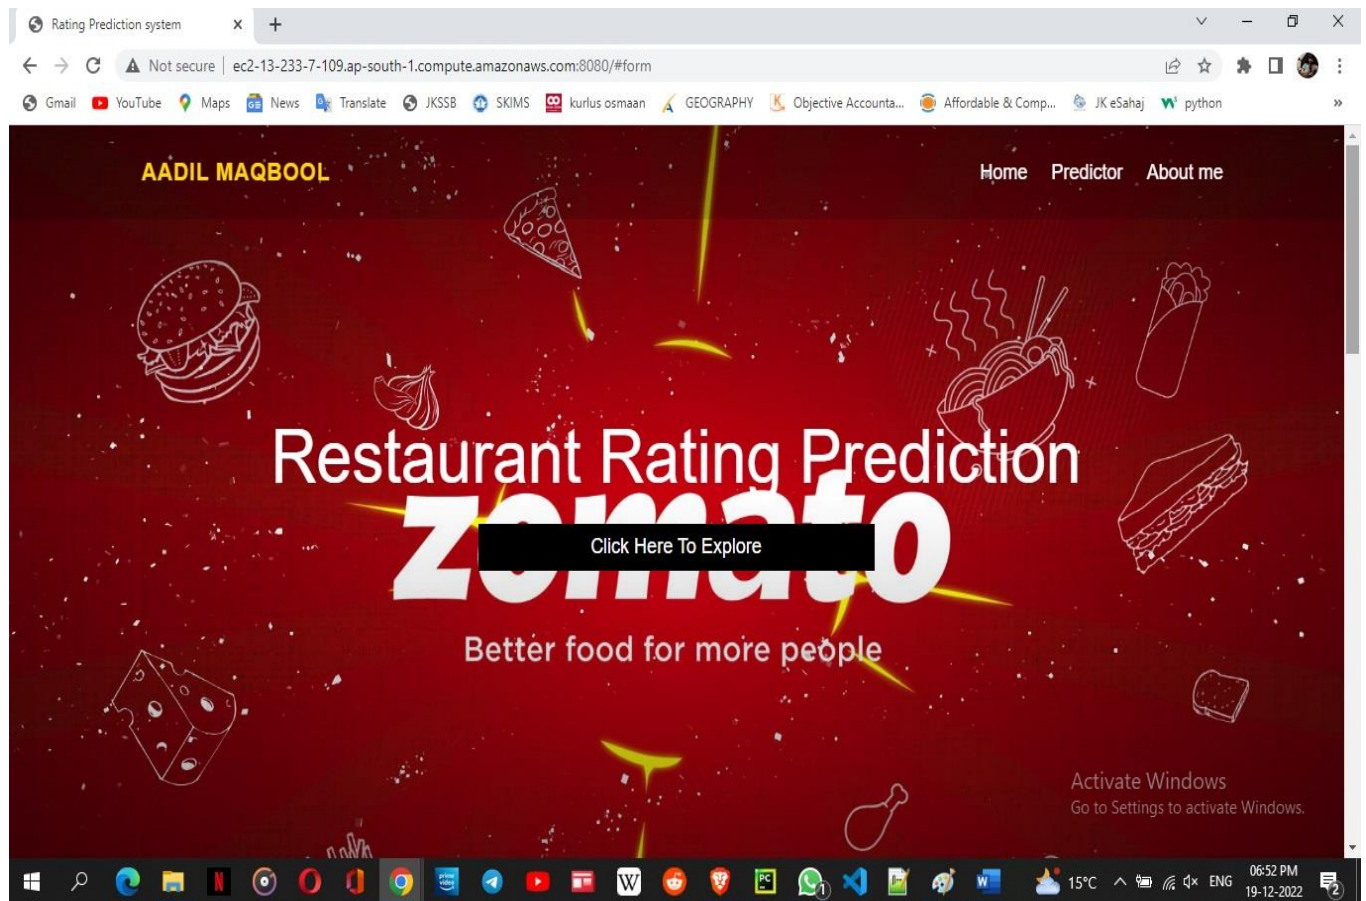 Rating Prediction system
Not secure | ec2-13-233-7-109.ap-south-1.compute.amazonaws.com:8080/#form
Gmail YouTube Maps News Translate JKSSB SKIMS kurlus osmaan GEOGRAPHY Objective Accounta... Affordable & Comp... JK eSahaj python »
AADIL MAQBOOL Home Predictor About me
Restaurant Rating Prediction
zomato
Click Here To Explore
Better food for more people
Activate Windows
Go to Settings to activate Windows.
15°C ENG 06:52 PM
19-12-2022